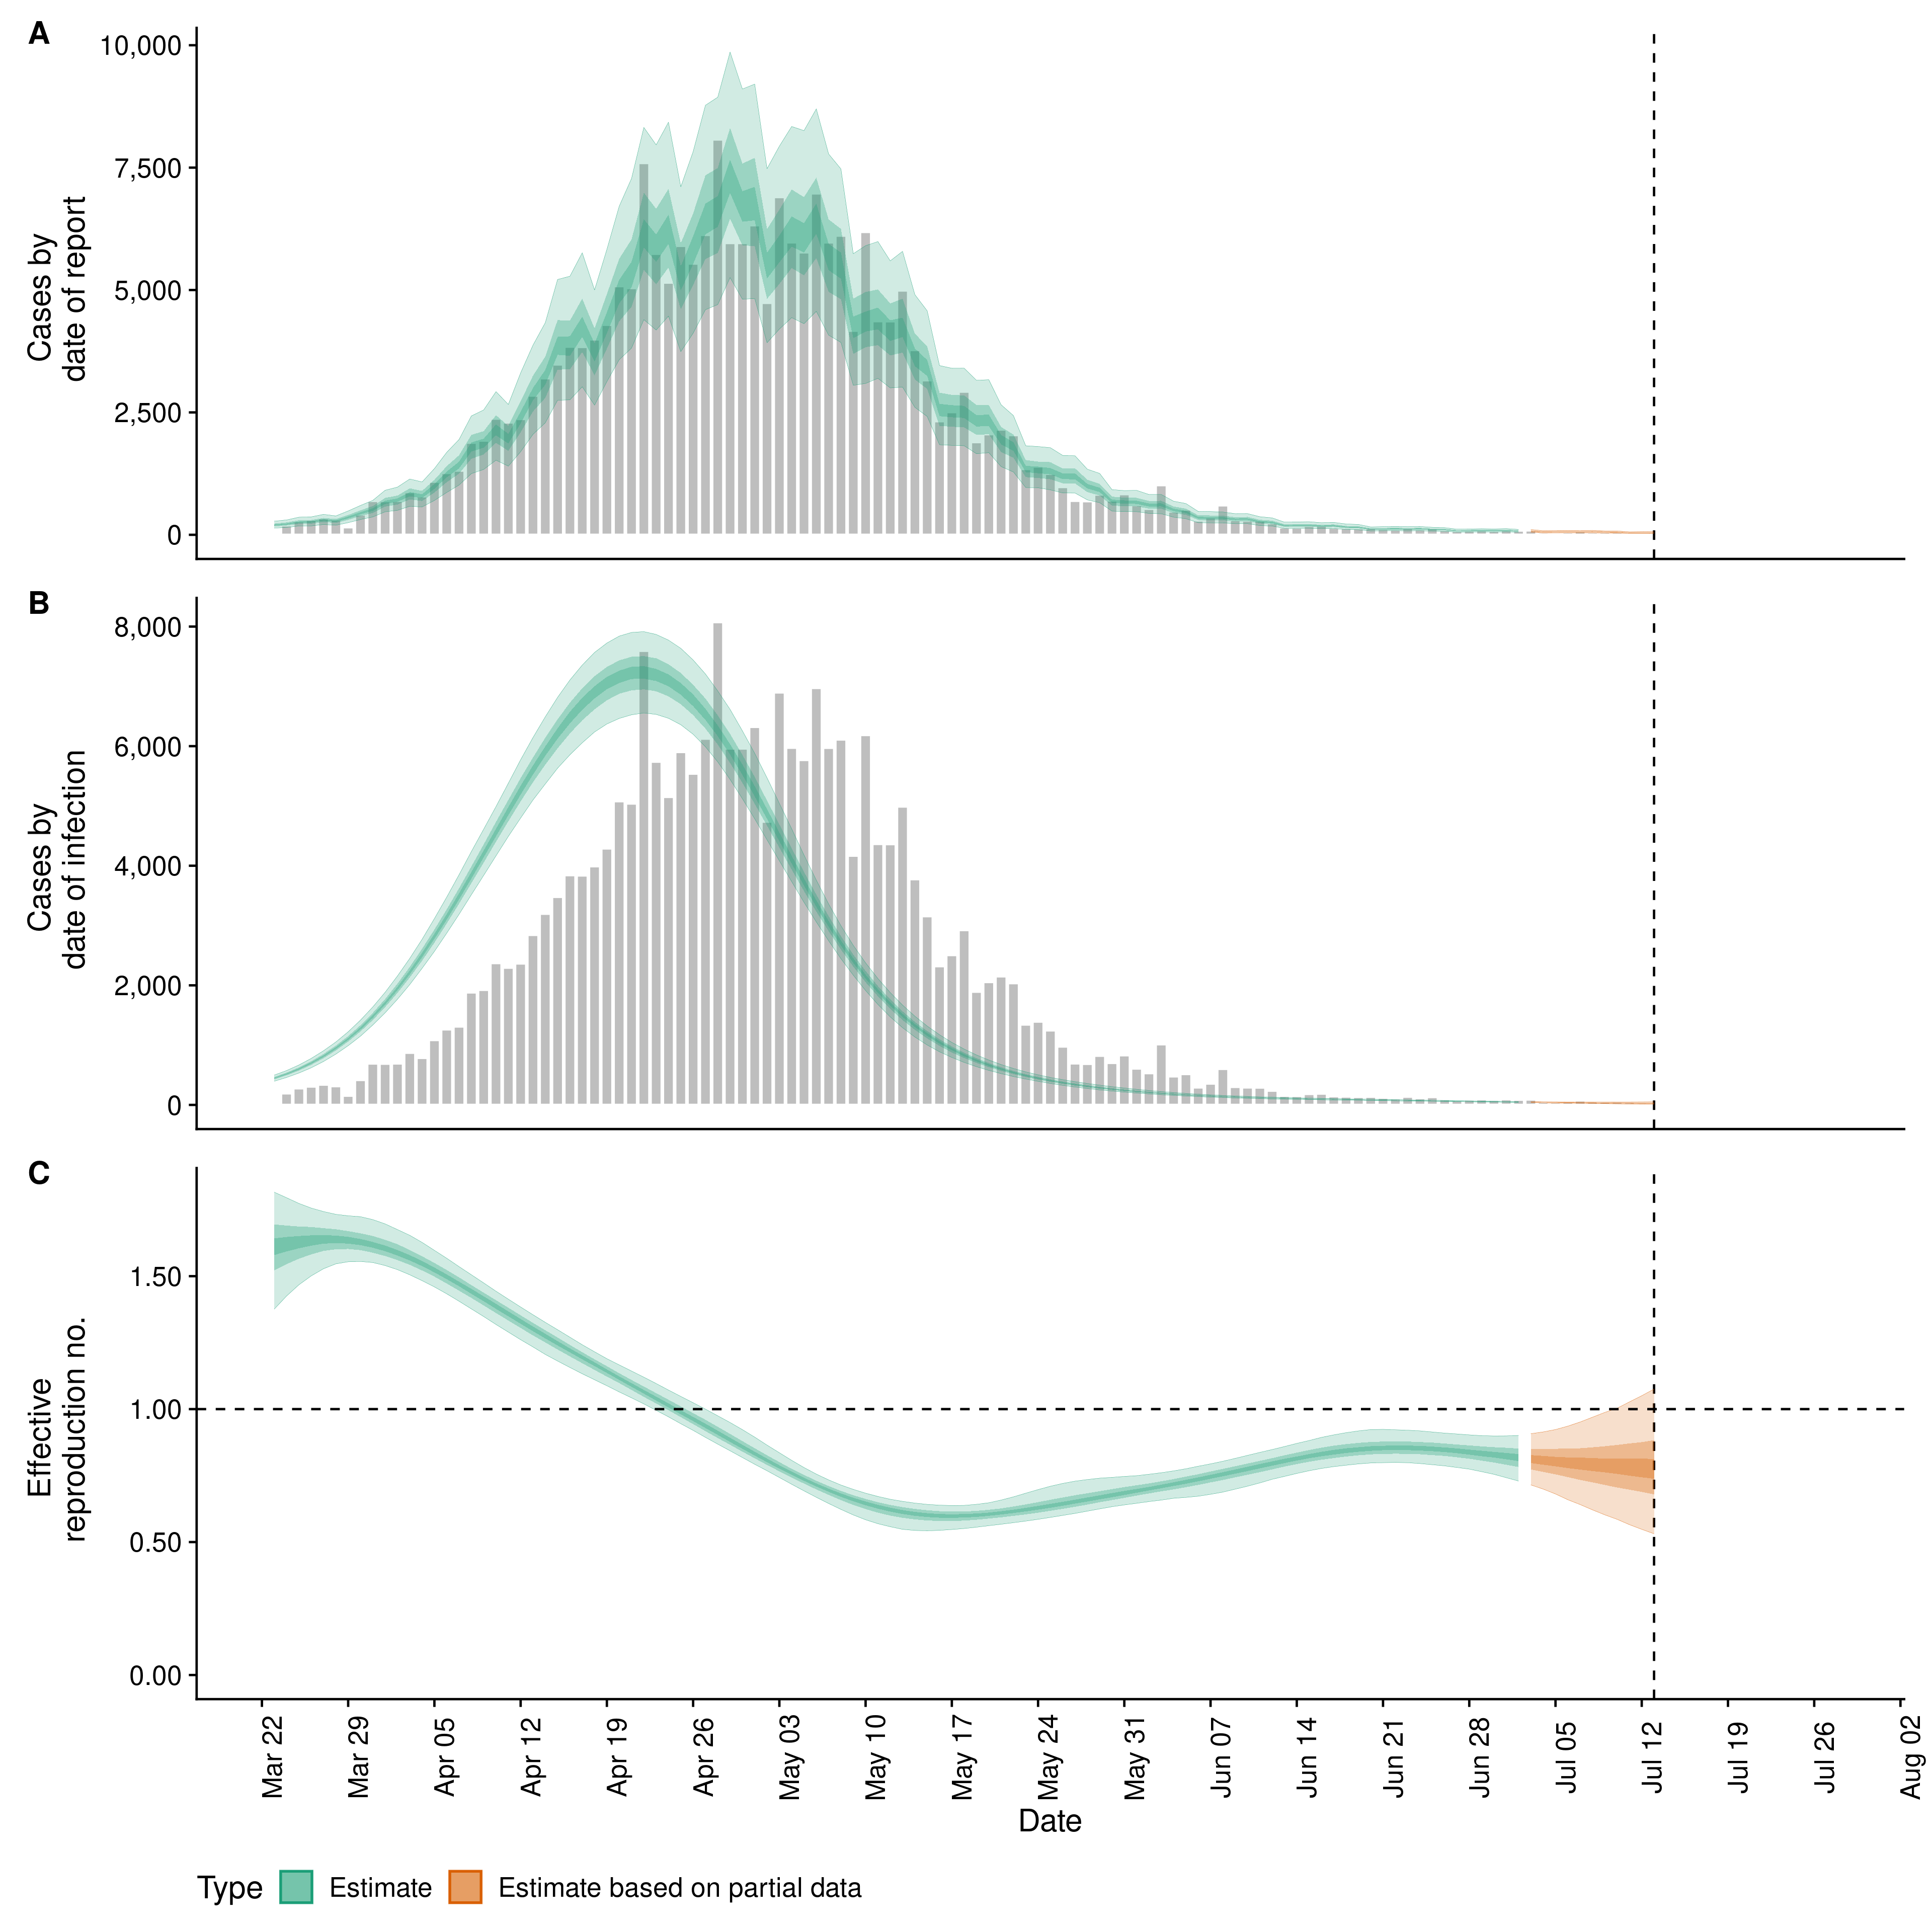 A
10,000
7,500
5,000
2,500
0
Cases by
date of report
B
8,000
6,000
4,000
2,000
0
Cases by
date of infection
C
1.50
1.00
0.50
0.00
Effective
reproduction no.
Mar 22
Mar 29
Apr 05
Apr 12
Apr 19
Apr 26
May 03
May 10
May 17
May 24
May 31
Jun 07
Jun 14
Jun 21
Jun 28
Jul 05
Jul 12
Jul 19
Jul 26
Aug 02
Date
Type Estimate Estimate based on partial data